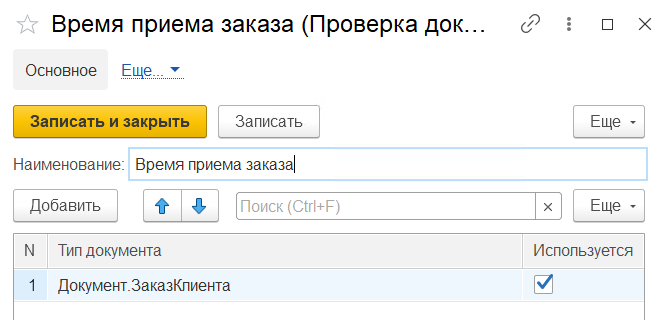 Время приема заказа (Проверка док...
Основное Еще...
Записать и закрыть Записать Еще
Наименование: Время приема заказа
Добавить Поиск (Ctrl+F) × Еще
N Тип документа Используется
1 Документ.ЗаказКлиента